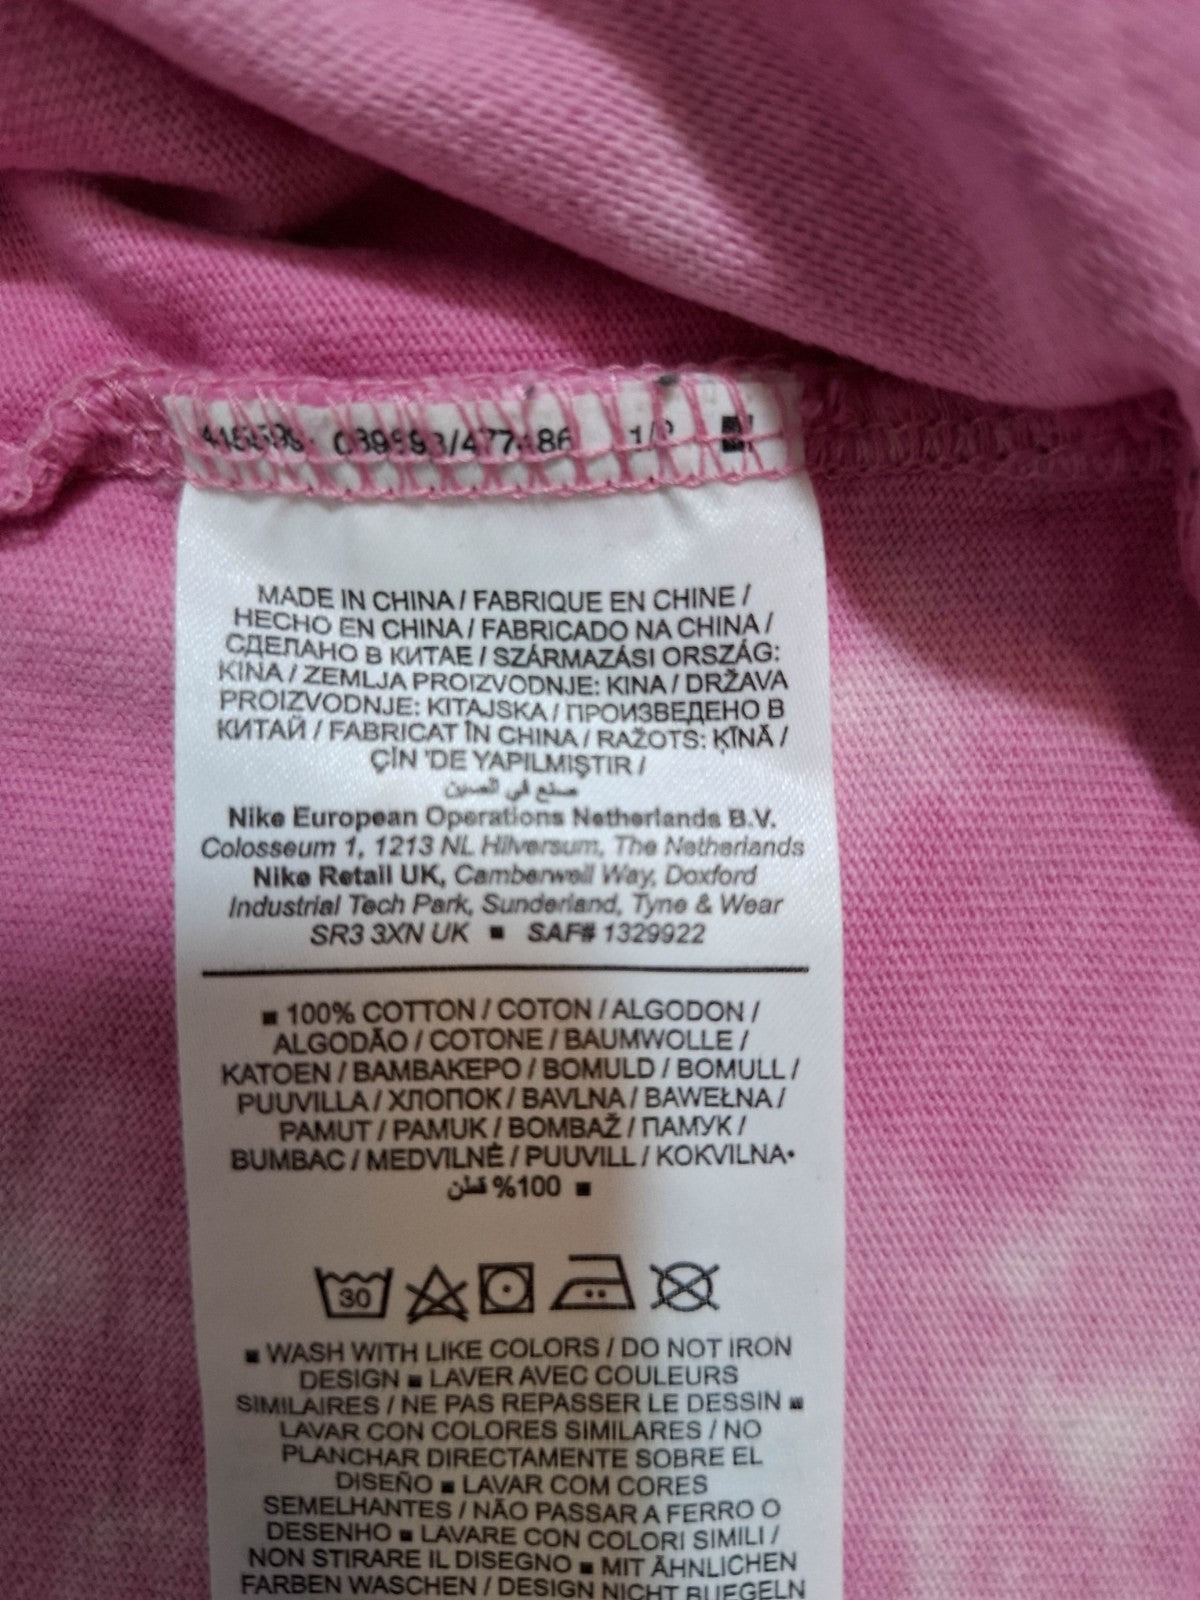 1/2
MADE IN CHINA / FABRIQUE EN CHINE /
HECHO EN CHINA / FABRICADO NA CHINA /
СДЕЛАНО В КИТАЕ / SZÁRMAZÁSI ORSZÁG:
KINA / ZEMLJA PROIZVODNJE: KINA / DRŽAVA
PROIZVODNJE: KITAJSKA / ПРОИЗВЕДЕНО В
КИТАЙ / FABRICAT ÎN CHINA / RAŽOTS: ĶĪNĀ /
ÇİN 'DE YAPILMIŞTIR /
صنع في الصين
Nike European Operations Netherlands B.V.
Colosseum 1, 1213 NL Hilversum, The Netherlands
Nike Retail UK, Camberwell Way, Doxford
Industrial Tech Park, Sunderland, Tyne & Wear
SR3 3XN UK ■ SAF# 1329922
■ 100% COTTON / COTON / ALGODON /
ALGODÃO / COTONE / BAUMWOLLE /
KATOEN / ΒΑΜΒΑΚΕΡΟ / BOMULD / BOMULL /
PUUVILLA / ХЛОПОК / BAVLNA / BAWEŁNA /
PAMUT / PAMUK / BOMBAŽ / ПАМУК /
BUMBAC / MEDVILNĖ / PUUVILL / KOKVILNA•
■ 100% قطن
30
■ WASH WITH LIKE COLORS / DO NOT IRON
DESIGN ■ LAVER AVEC COULEURS
SIMILAIRES / NE PAS REPASSER LE DESSIN ■
LAVAR CON COLORES SIMILARES / NO
PLANCHAR DIRECTAMENTE SOBRE EL
DISEÑO ■ LAVAR COM CORES
SEMELHANTES / NÃO PASSAR A FERRO O
DESENHO ■ LAVARE CON COLORI SIMILI /
NON STIRARE IL DISEGNO ■ MIT ÄHNLICHEN
FARBEN WASCHEN / DESIGN NICHT BUEGELN